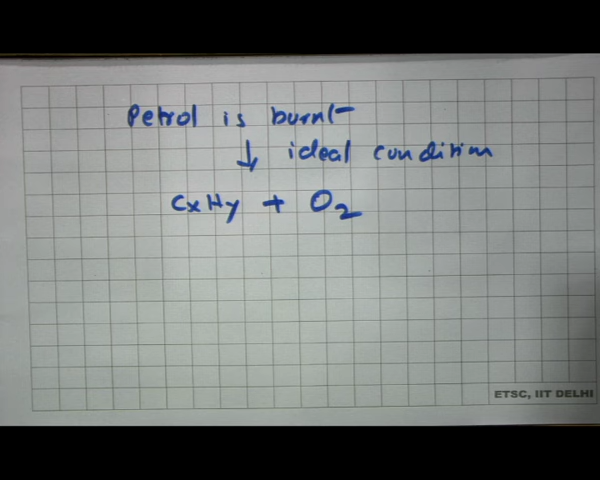 Petrol is burnt
ideal condition
CxHy + O2
ETSC, IIT DELHI